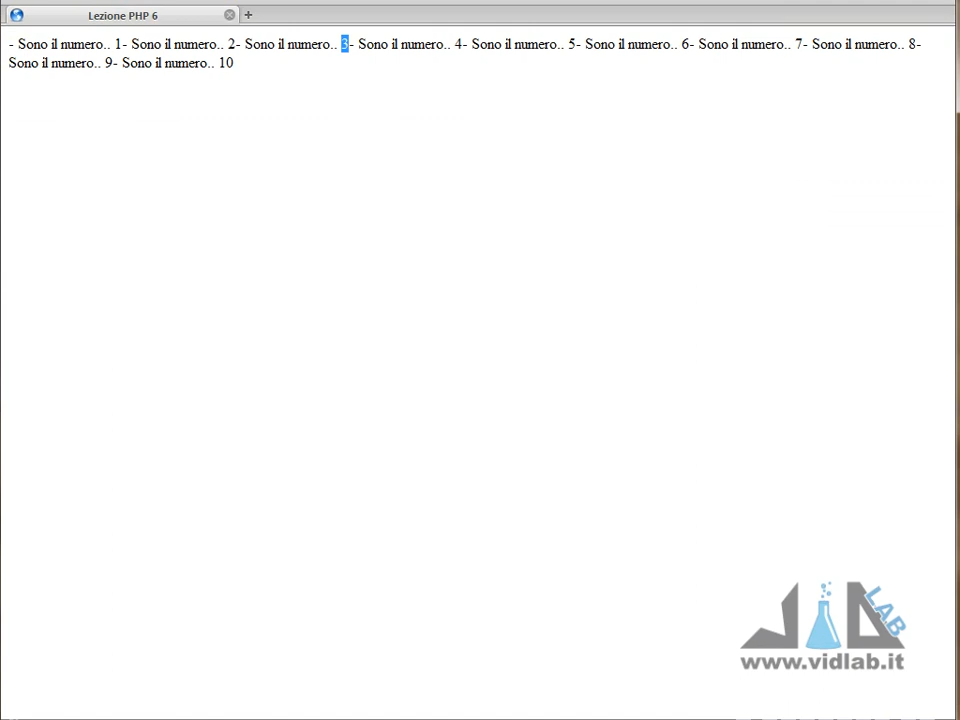 Lezione PHP 6
- Sono il numero.. 1- Sono il numero.. 2- Sono il numero.. 3- Sono il numero.. 4- Sono il numero.. 5- Sono il numero.. 6- Sono il numero.. 7- Sono il numero.. 8-
Sono il numero.. 9- Sono il numero.. 10
LAB
www.vidlab.it